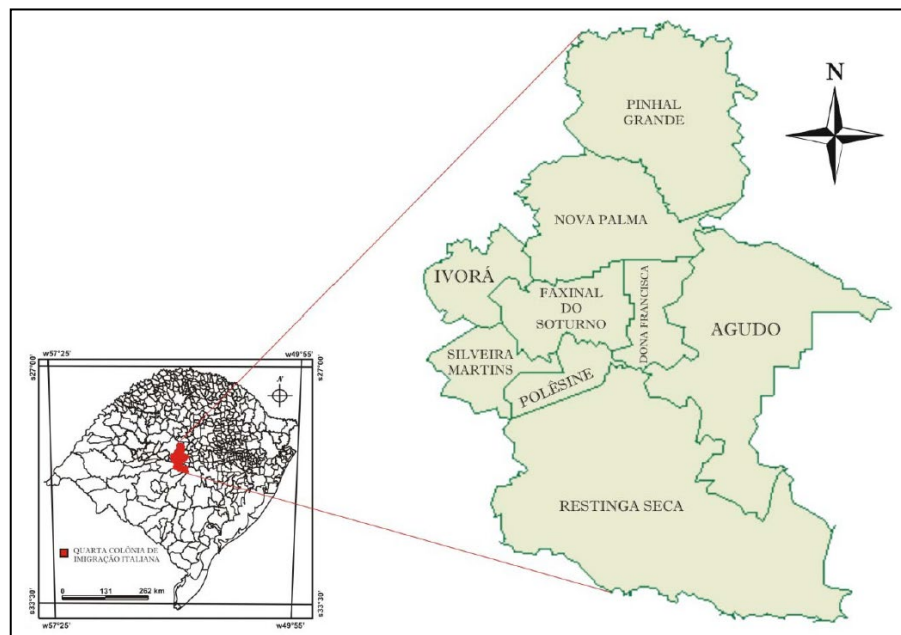 N
PINHAL
GRANDE
NOVA PALMA
IVORÁ
FAXINAL
DO
SOTURNO
DONA FRANCISCA
AGUDO
SILVEIRA
MARTINS
POLÊSINE
RESTINGA SECA
w57°25'
w49°55'
s27°00'
s27°00'
N
QUARTA COLÔNIA DE
IMIGRAÇÃO ITALIANA
0 131 262 km
s33°30'
s33°30'
w57°25'
w49°55'